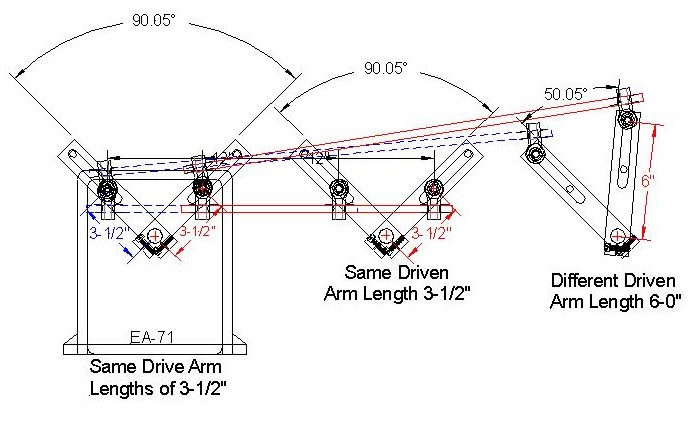 90.05°
90.05°
50.05°
6"
3-1/2"
3-1/2"
3-1/2"
Same Driven
Arm Length 3-1/2"
Different Driven
Arm Length 6-0"
EA-71
Same Drive Arm
Lengths of 3-1/2"